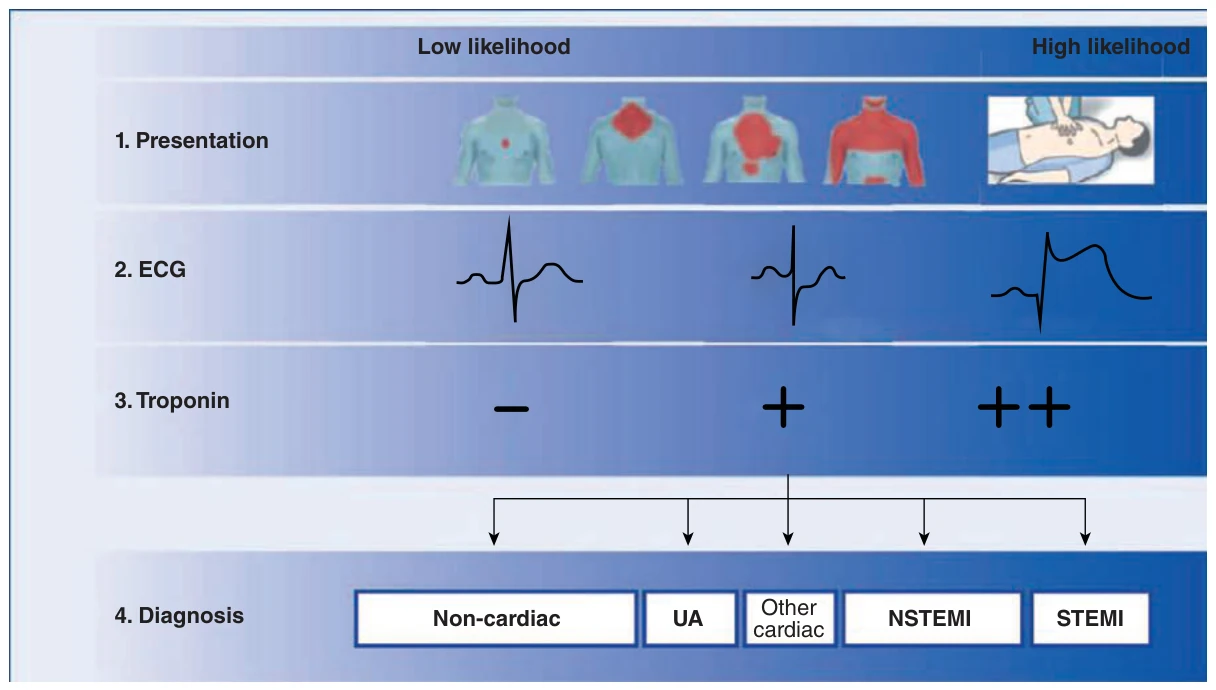 Low likelihood
High likelihood
1. Presentation
2. ECG
3. Troponin
−
+
++
4. Diagnosis
Non-cardiac
UA
Other
cardiac
NSTEMI
STEMI